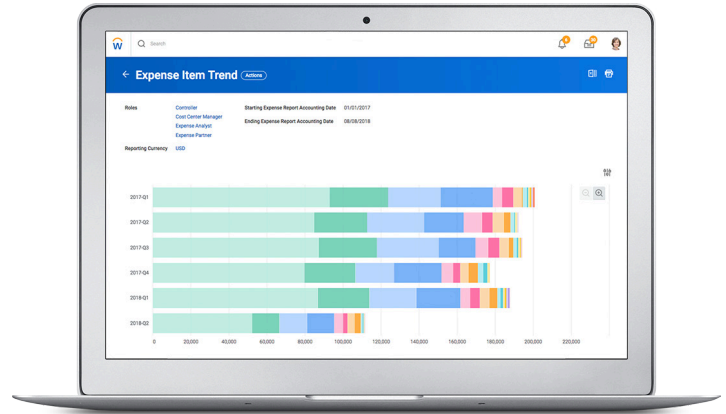 w
Search
Expense Item Trend
Actions
Roles
Controller
Cost Center Manager
Expense Analyst
Expense Partner
Starting Expense Report Accounting Date 01/01/2017
Ending Expense Report Accounting Date 08/08/2018
Reporting Currency USD
2017-Q1
2017-Q2
2017-Q3
2017-Q4
2018-Q1
2018-Q2
0 20,000 40,000 60,000 80,000 100,000 120,000 140,000 160,000 180,000 200,000 220,000